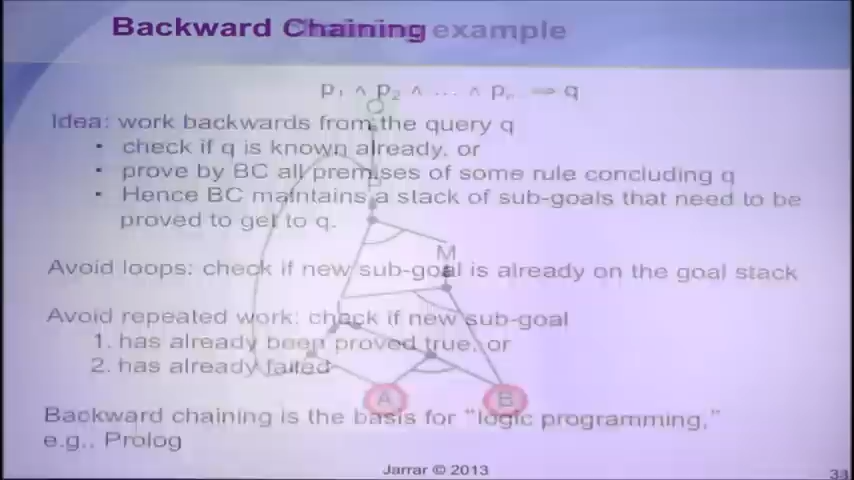 Backward Chaining example
p₁ ∧ p₂ ∧ ... ∧ pₙ ⇒ q
Q
Idea: work backwards from the query q
• check if q is known already, or
P
• prove by BC all premises of some rule concluding q
• Hence BC maintains a stack of sub-goals that need to be
proved to get to q.
M
Avoid loops: check if new sub-goal is already on the goal stack
L
Avoid repeated work: check if new sub-goal
1. has already been proved true, or
2. has already failed
A
B
Backward chaining is the basis for “logic programming,”
e.g., Prolog
Jarrar © 2013